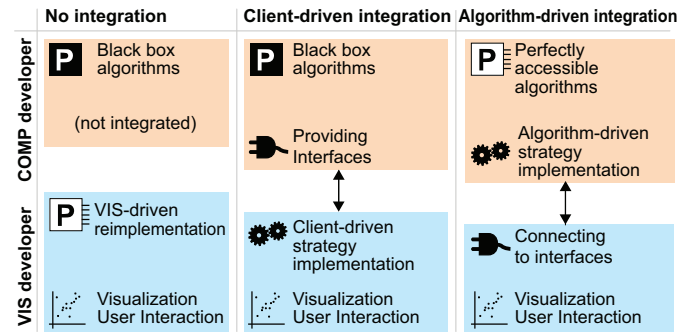 No integration
Client-driven integration
Algorithm-driven integration
COMP developer
P
Black box
algorithms
(not integrated)
P
Black box
algorithms
Providing
Interfaces
P
Perfectly
accessible
algorithms
Algorithm-driven
strategy
implementation
VIS developer
P
VIS-driven
reimplementation
Visualization
User Interaction
Client-driven
strategy
implementation
Visualization
User Interaction
Connecting
to interfaces
Visualization
User Interaction